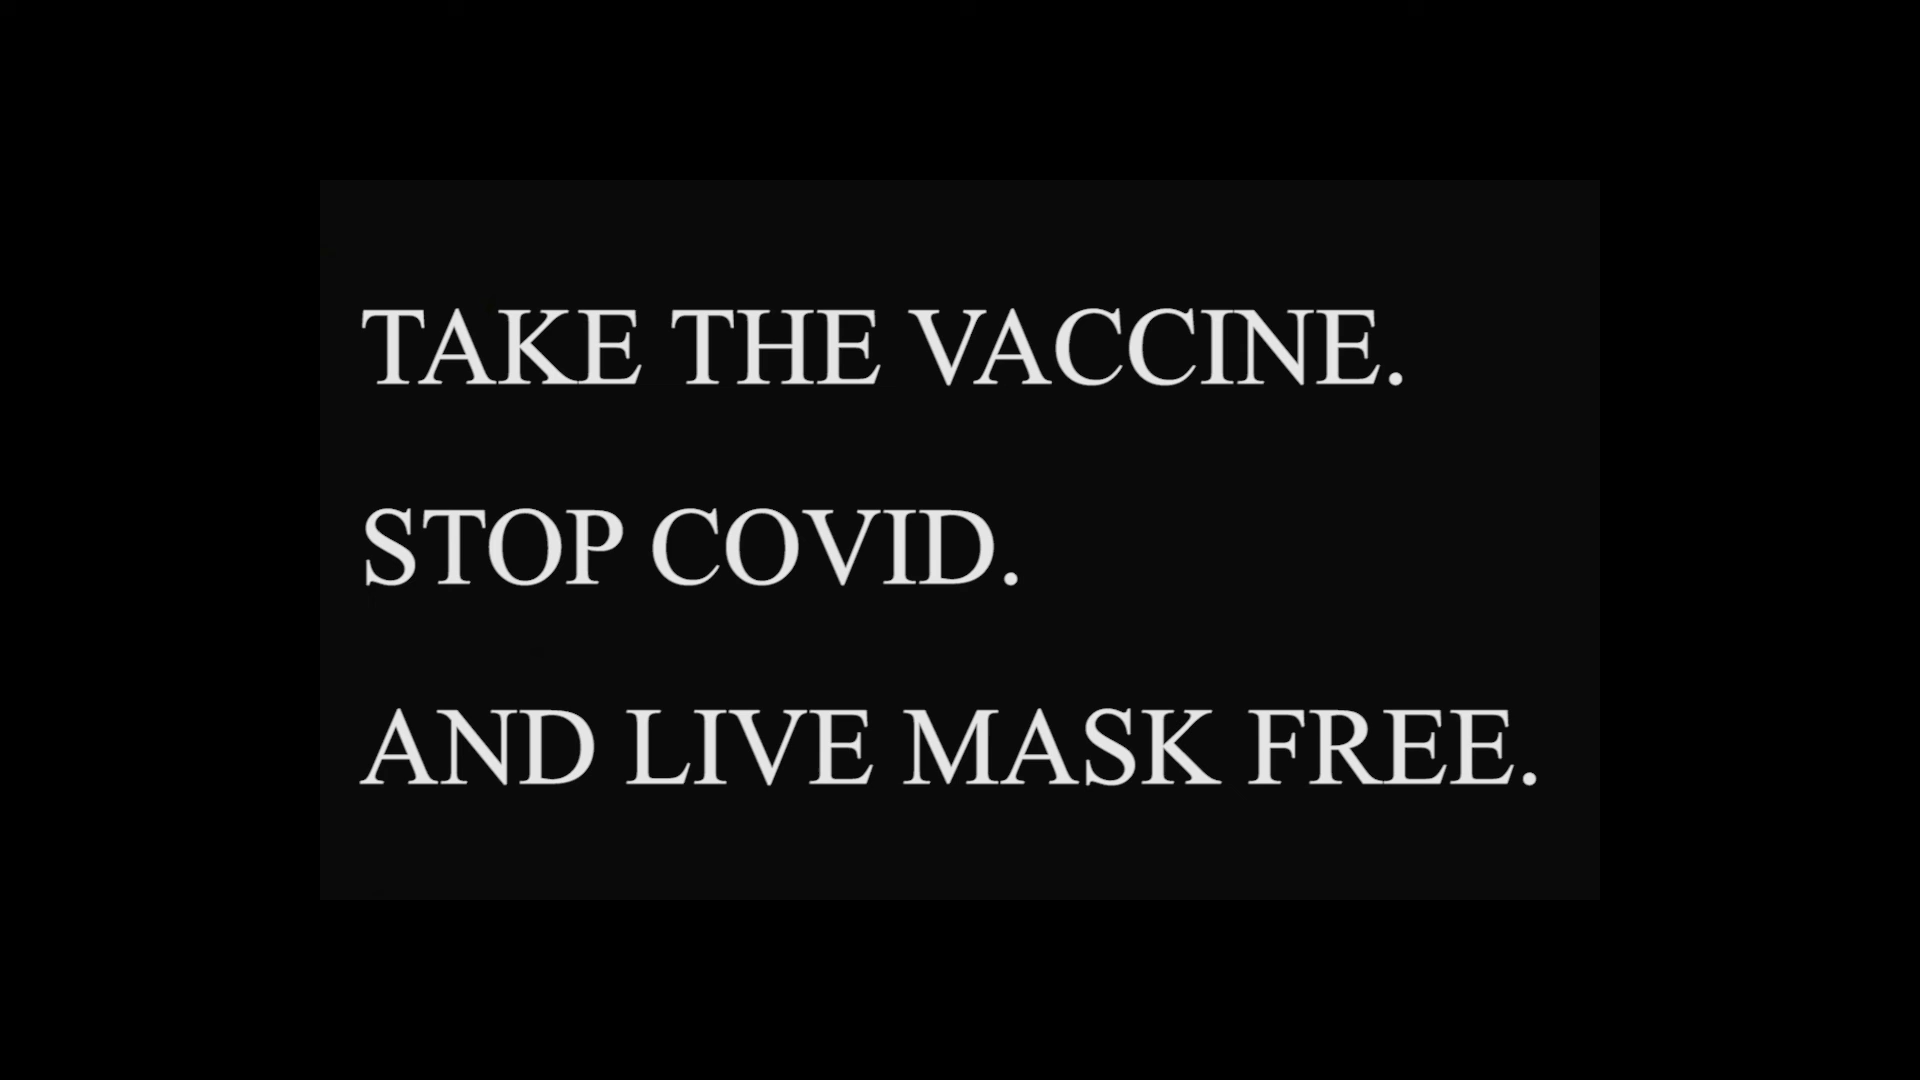 TAKE THE VACCINE.
STOP COVID.
AND LIVE MASK FREE.